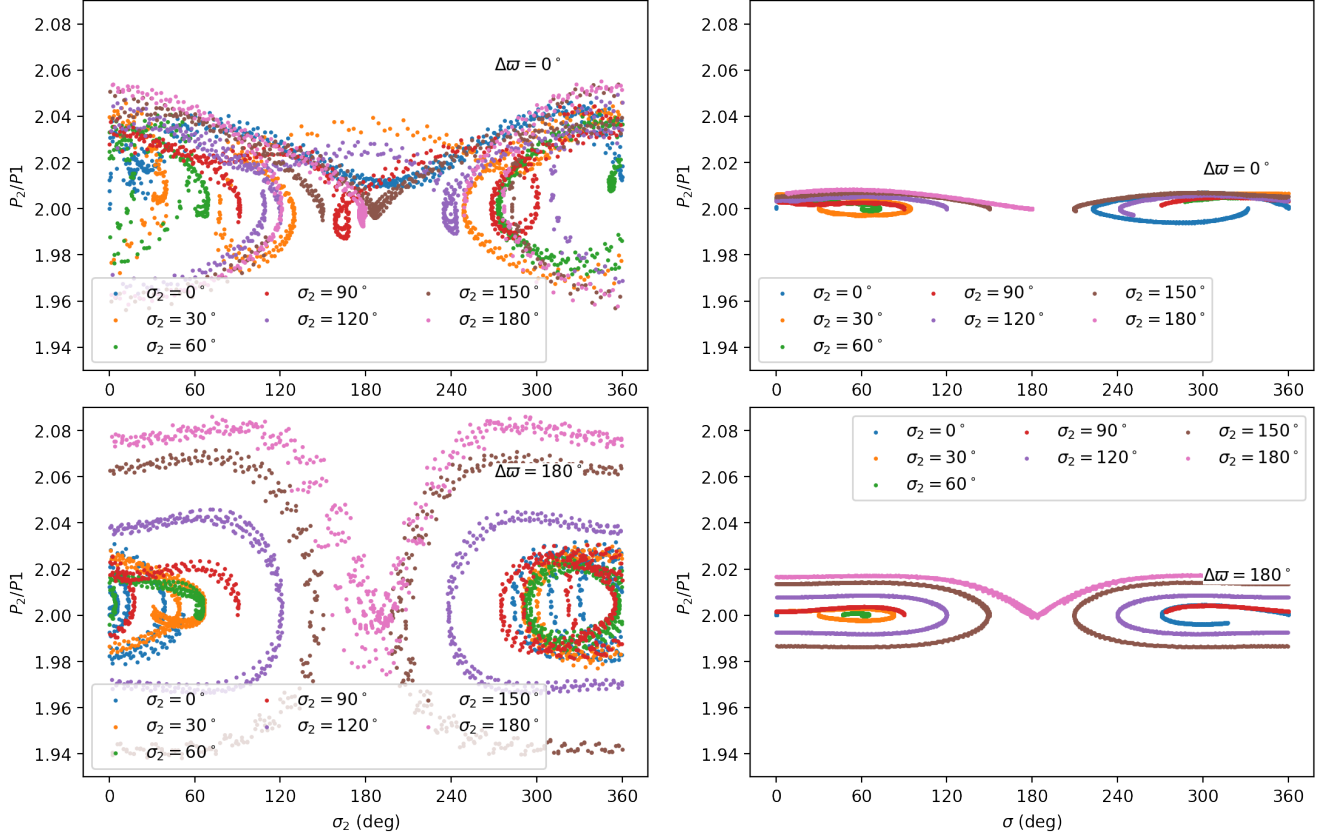 2.08
2.06
2.04
2.02
2.00
1.98
1.96
1.94
P₂/P1
Δϖ = 0°
σ₂ = 0° σ₂ = 90° σ₂ = 150°
σ₂ = 30° σ₂ = 120° σ₂ = 180°
σ₂ = 60°
0 60 120 180 240 300 360
2.08
2.06
2.04
2.02
2.00
1.98
1.96
1.94
P₂/P1
Δϖ = 0°
σ₂ = 0° σ₂ = 90° σ₂ = 150°
σ₂ = 30° σ₂ = 120° σ₂ = 180°
σ₂ = 60°
0 60 120 180 240 300 360
2.08
2.06
2.04
2.02
2.00
1.98
1.96
1.94
P₂/P1
Δϖ = 180°
σ₂ = 0° σ₂ = 90° σ₂ = 150°
σ₂ = 30° σ₂ = 120° σ₂ = 180°
σ₂ = 60°
0 60 120 180 240 300 360
σ₂ (deg)
2.08
2.06
2.04
2.02
2.00
1.98
1.96
1.94
P₂/P1
σ₂ = 0° σ₂ = 90° σ₂ = 150°
σ₂ = 30° σ₂ = 120° σ₂ = 180°
σ₂ = 60°
Δϖ = 180°
0 60 120 180 240 300 360
σ (deg)